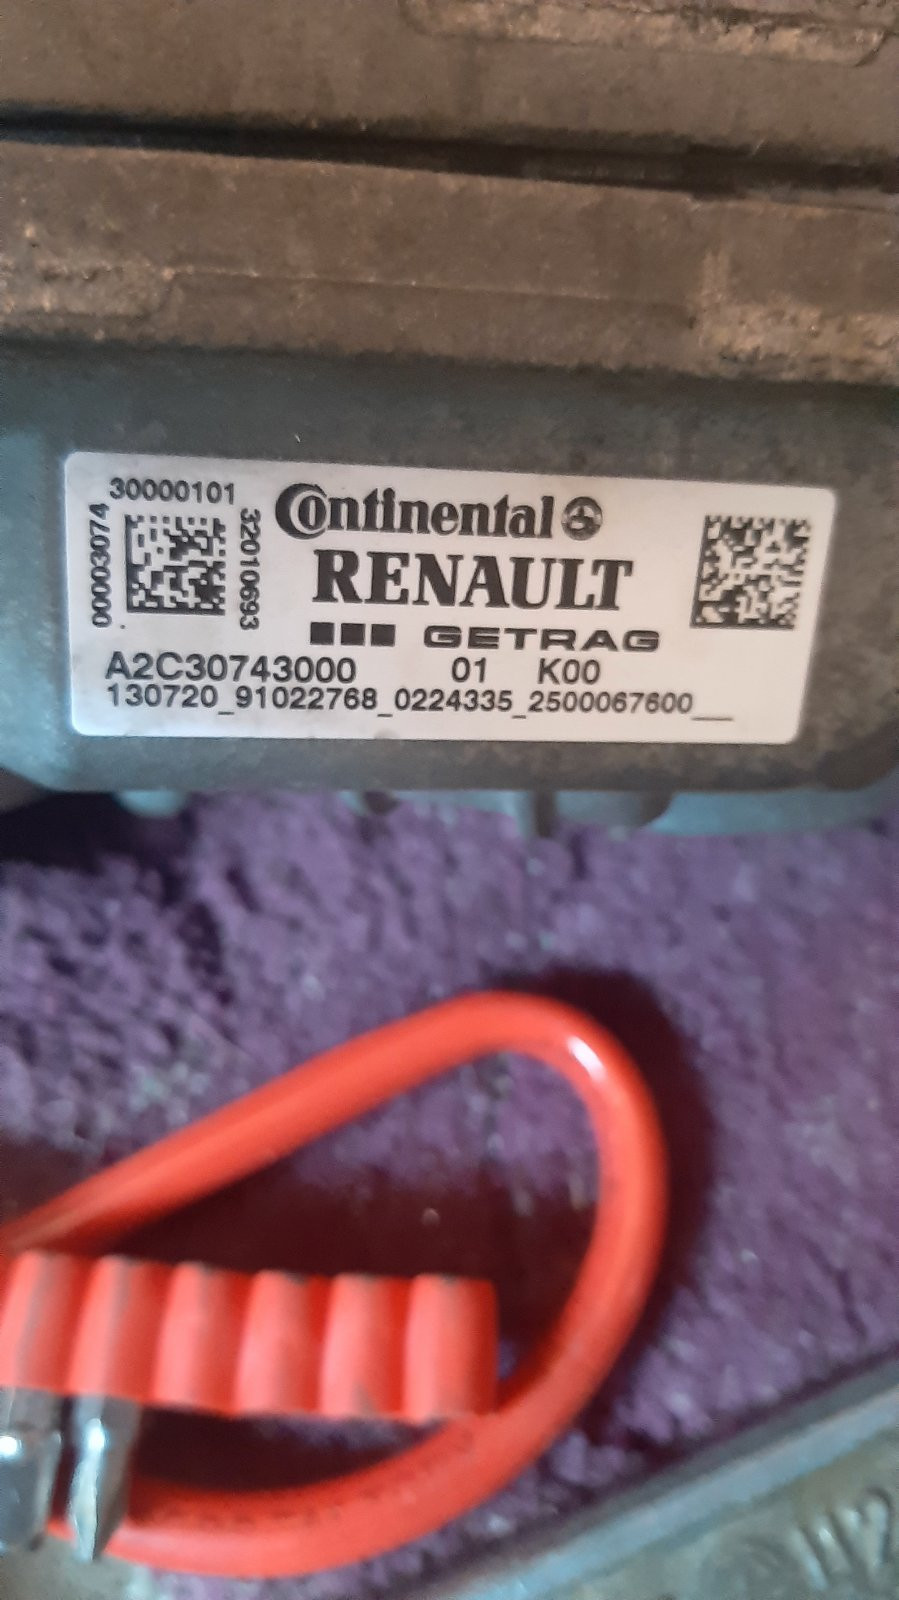 30000101
00003074
32010693
Continental
RENAULT
GETRAG
A2C30743000 01 K00
130720_91022768_0224335_2500067600__